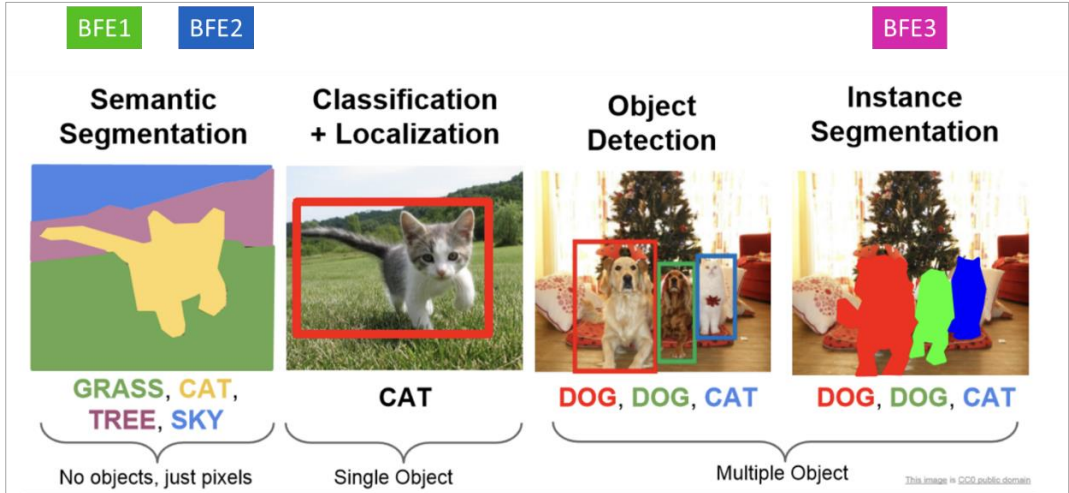 BFE1 BFE2 BFE3
Semantic
Segmentation
Classification
+ Localization
Object
Detection
Instance
Segmentation
GRASS, CAT,
TREE, SKY
CAT
DOG, DOG, CAT
DOG, DOG, CAT
No objects, just pixels
Single Object
Multiple Object
This image is CC0 public domain